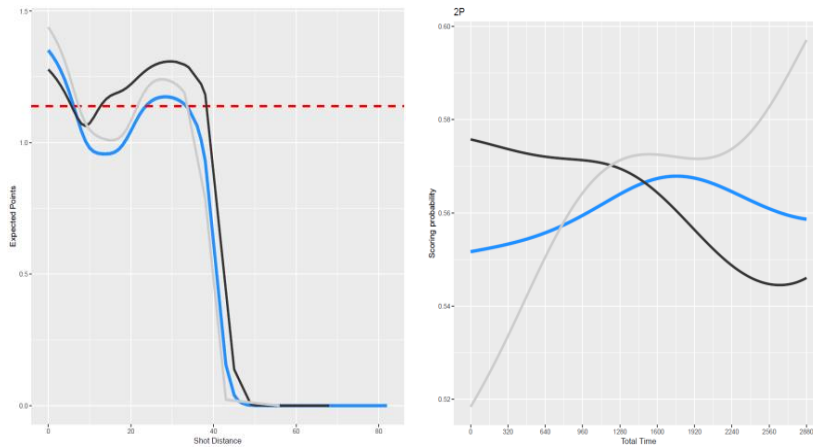 1.5
1.0
0.5
0.0
Expected Points
0 20 40 60 80
Shot Distance
2P
0.60
0.58
0.56
0.54
0.52
Scoring probability
0 320 640 960 1280 1600 1920 2240 2560 2880
Total Time